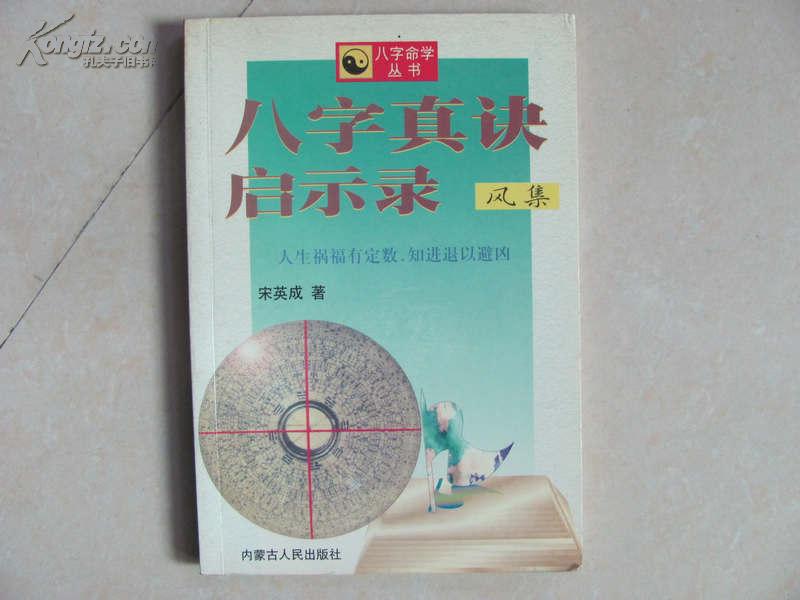 Kongfz.com
孔夫子旧书网
八字命学
丛书
八字真诀
启示录
风集
人生祸福有定数.知进退以避凶
宋英成 著
内蒙古人民出版社